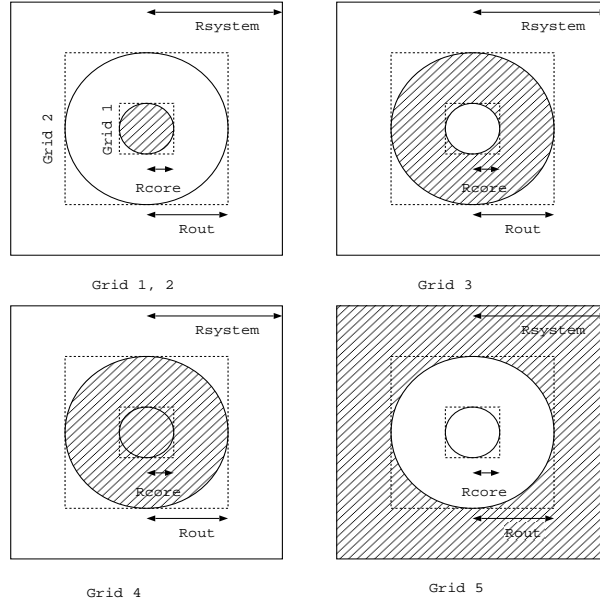 Rsystem
Grid 2
Grid 1
Rcore
Rout
Grid 1, 2
Rsystem
Rcore
Rout
Grid 3
Rsystem
Rcore
Rout
Grid 4
Rsystem
Rcore
Rout
Grid 5